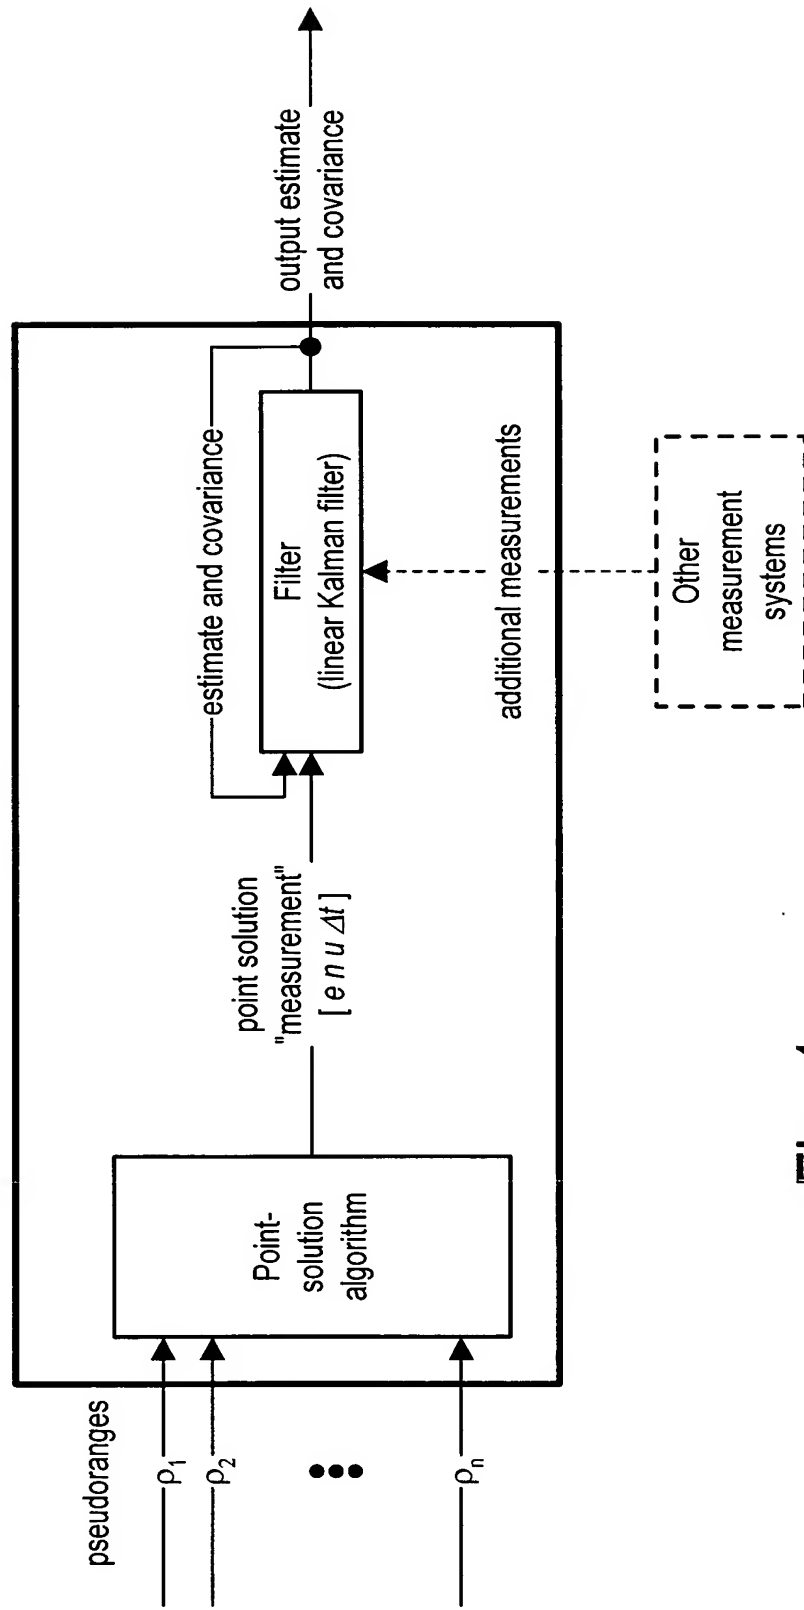 pseudoranges
ρ1
ρ2
ρn
Point-
solution
algorithm
point solution
"measurement"
[ e n u Δt ]
estimate and covariance
Filter
(linear Kalman filter)
additional measurements
Other
measurement
systems
output estimate
and covariance